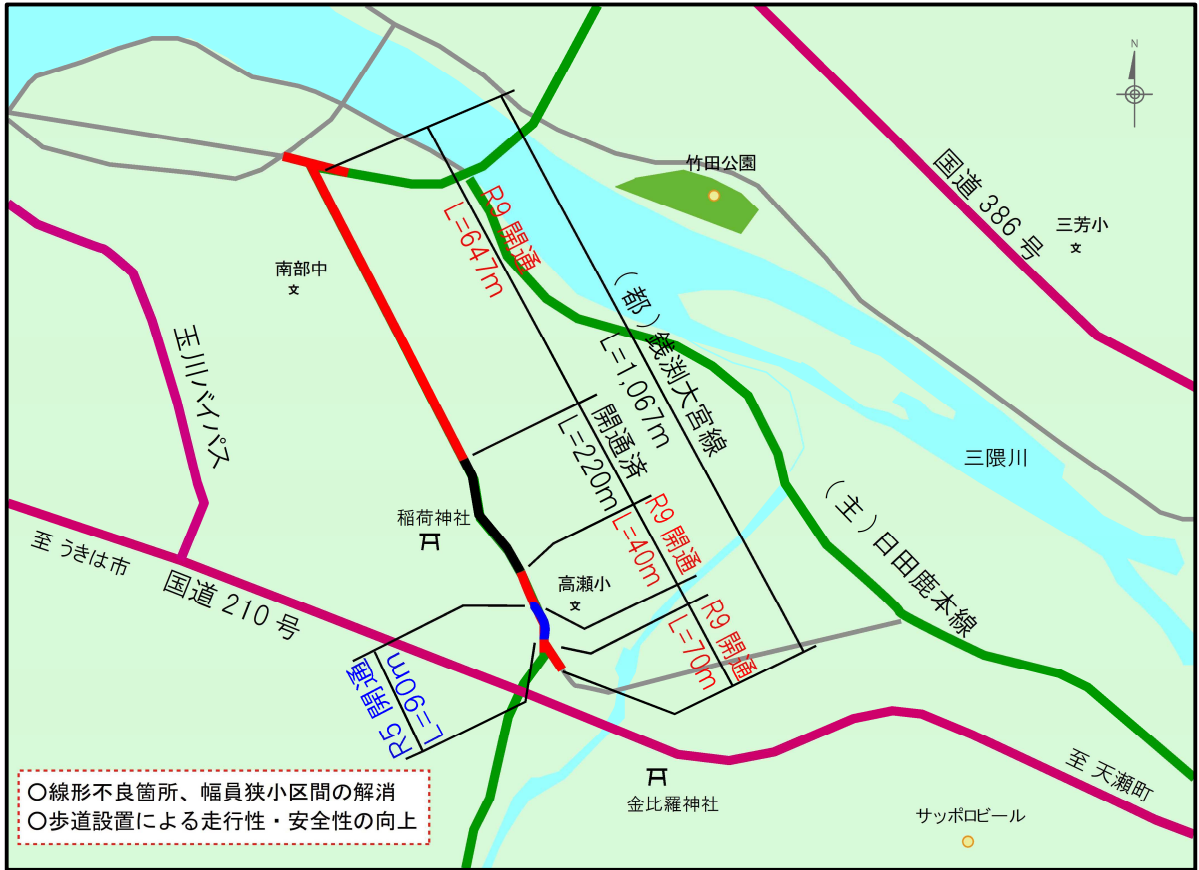 N
竹田公園
国道 386 号
三芳小
文
R9 開通
L=647m
南部中
文
(都)銭渕大宮線
L=1,067m
玉川バイパス
開通済
L=220m
三隈川
(主)日田鹿本線
稲荷神社
R9 開通
L=40m
至 うきは市
国道 210 号
高瀬小
文
R9 開通
L=70m
R5 開通
L=90m
至 天瀬町
金比羅神社
サッポロビール
○線形不良箇所、幅員狭小区間の解消
○歩道設置による走行性・安全性の向上